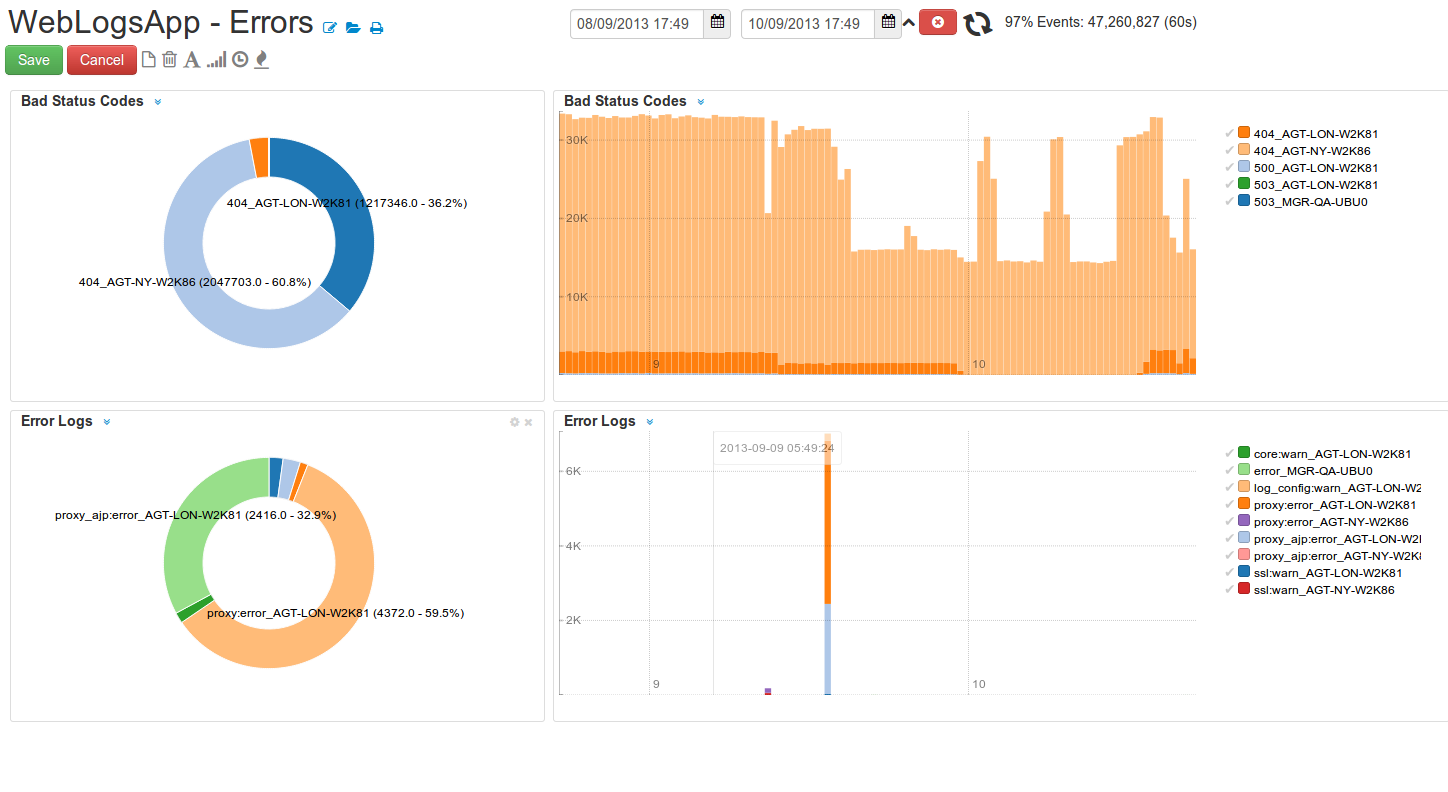 WebLogsApp - Errors
08/09/2013 17:49
10/09/2013 17:49
97% Events: 47,260,827 (60s)
Save
Cancel
A
Bad Status Codes
404_AGT-LON-W2K81 (1217346.0 - 36.2%)
404_AGT-NY-W2K86 (2047703.0 - 60.8%)
Bad Status Codes
30K
20K
10K
9
10
404_AGT-LON-W2K81
404_AGT-NY-W2K86
500_AGT-LON-W2K81
503_AGT-LON-W2K81
503_MGR-QA-UBU0
Error Logs
proxy_ajp:error_AGT-LON-W2K81 (2416.0 - 32.9%)
proxy:error_AGT-LON-W2K81 (4372.0 - 59.5%)
Error Logs
2013-09-09 05:49:24
6K
4K
2K
9
10
core:warn_AGT-LON-W2K81
error_MGR-QA-UBU0
log_config:warn_AGT-LON-W2
proxy:error_AGT-LON-W2K81
proxy:error_AGT-NY-W2K86
proxy_ajp:error_AGT-LON-W2
proxy_ajp:error_AGT-NY-W2K
ssl:warn_AGT-LON-W2K81
ssl:warn_AGT-NY-W2K86